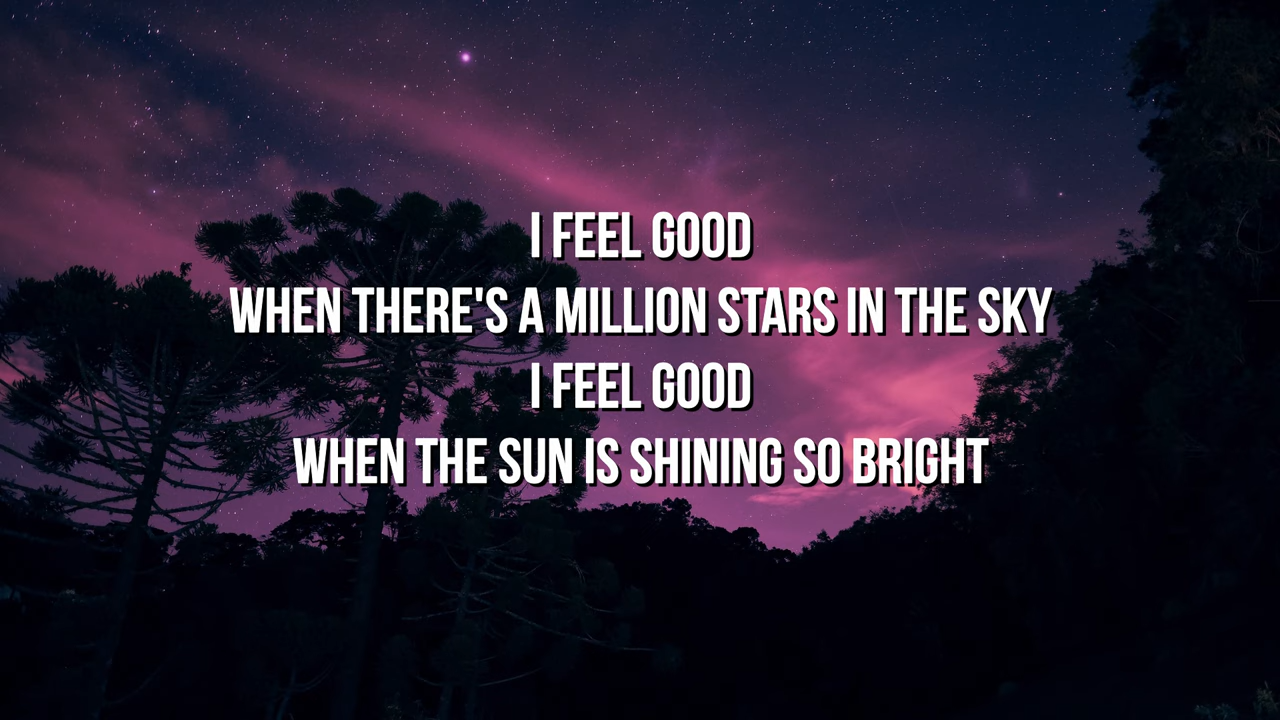 I FEEL GOOD
WHEN THERE'S A MILLION STARS IN THE SKY
I FEEL GOOD
WHEN THE SUN IS SHINING SO BRIGHT